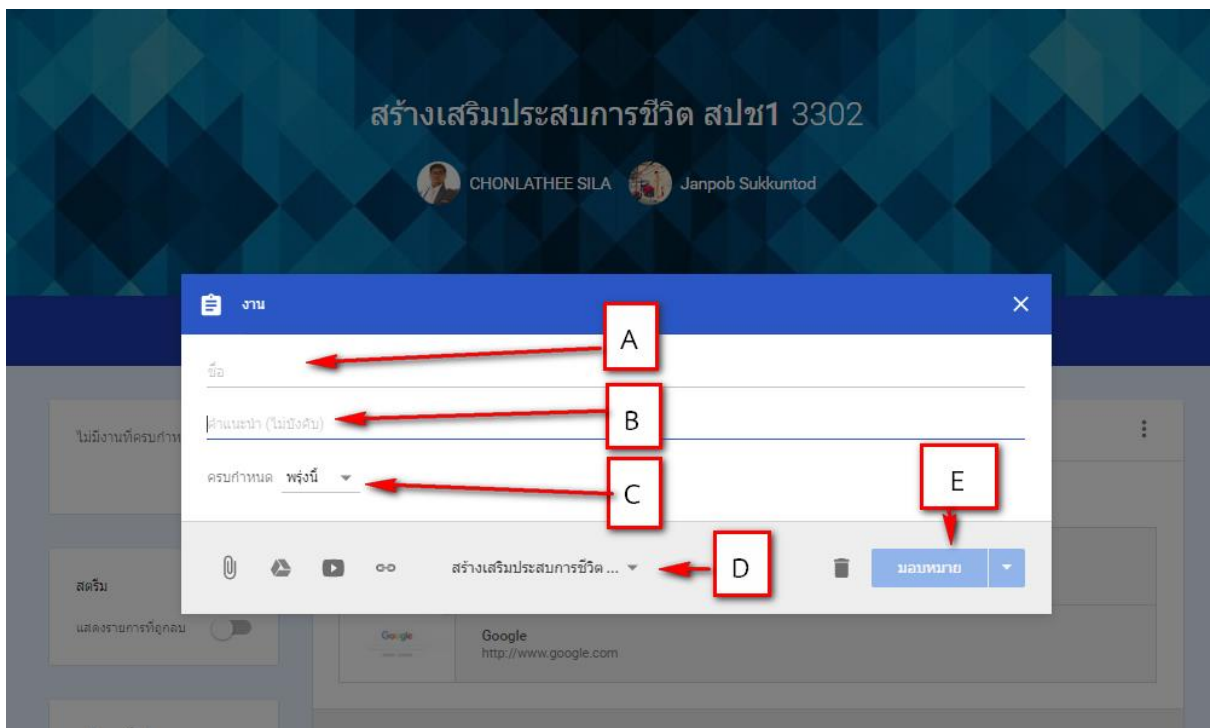 สร้างเสริมประสบการชีวิต สปช1 3302
CHONLATHEE SILA Janpob Sukkuntod
งาน
A
ชื่อ
B
คำแนะนำ (ไม่บังคับ)
ไม่มีงานที่ครบกำห
ครบกำหนด พรุ่งนี้
C
E
D
สร้างเสริมประสบการชีวิต ...
มอบหมาย
สตรีม
แสดงรายการที่ถูกลบ
Google
Google
http://www.google.com